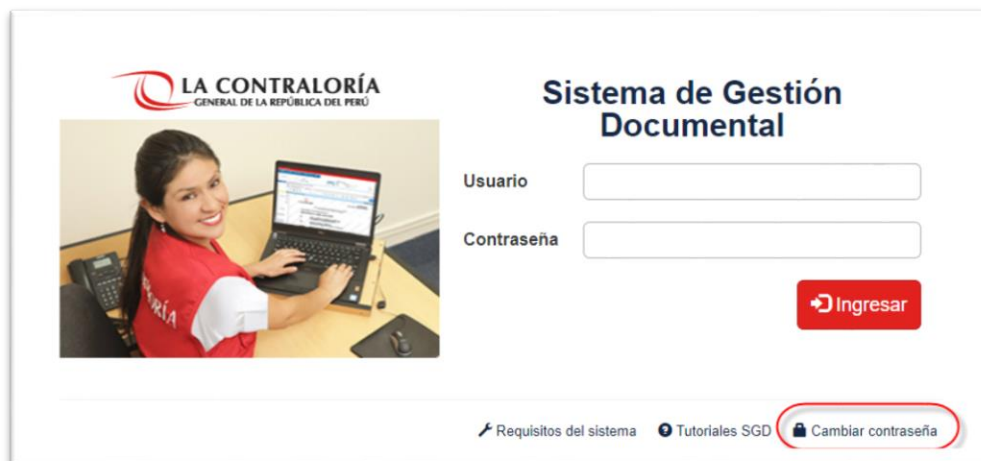 LA CONTRALORÍA
GENERAL DE LA REPÚBLICA DEL PERÚ
Sistema de Gestión
Documental
Usuario
Contraseña
Ingresar
Requisitos del sistema
Tutoriales SGD
Cambiar contraseña